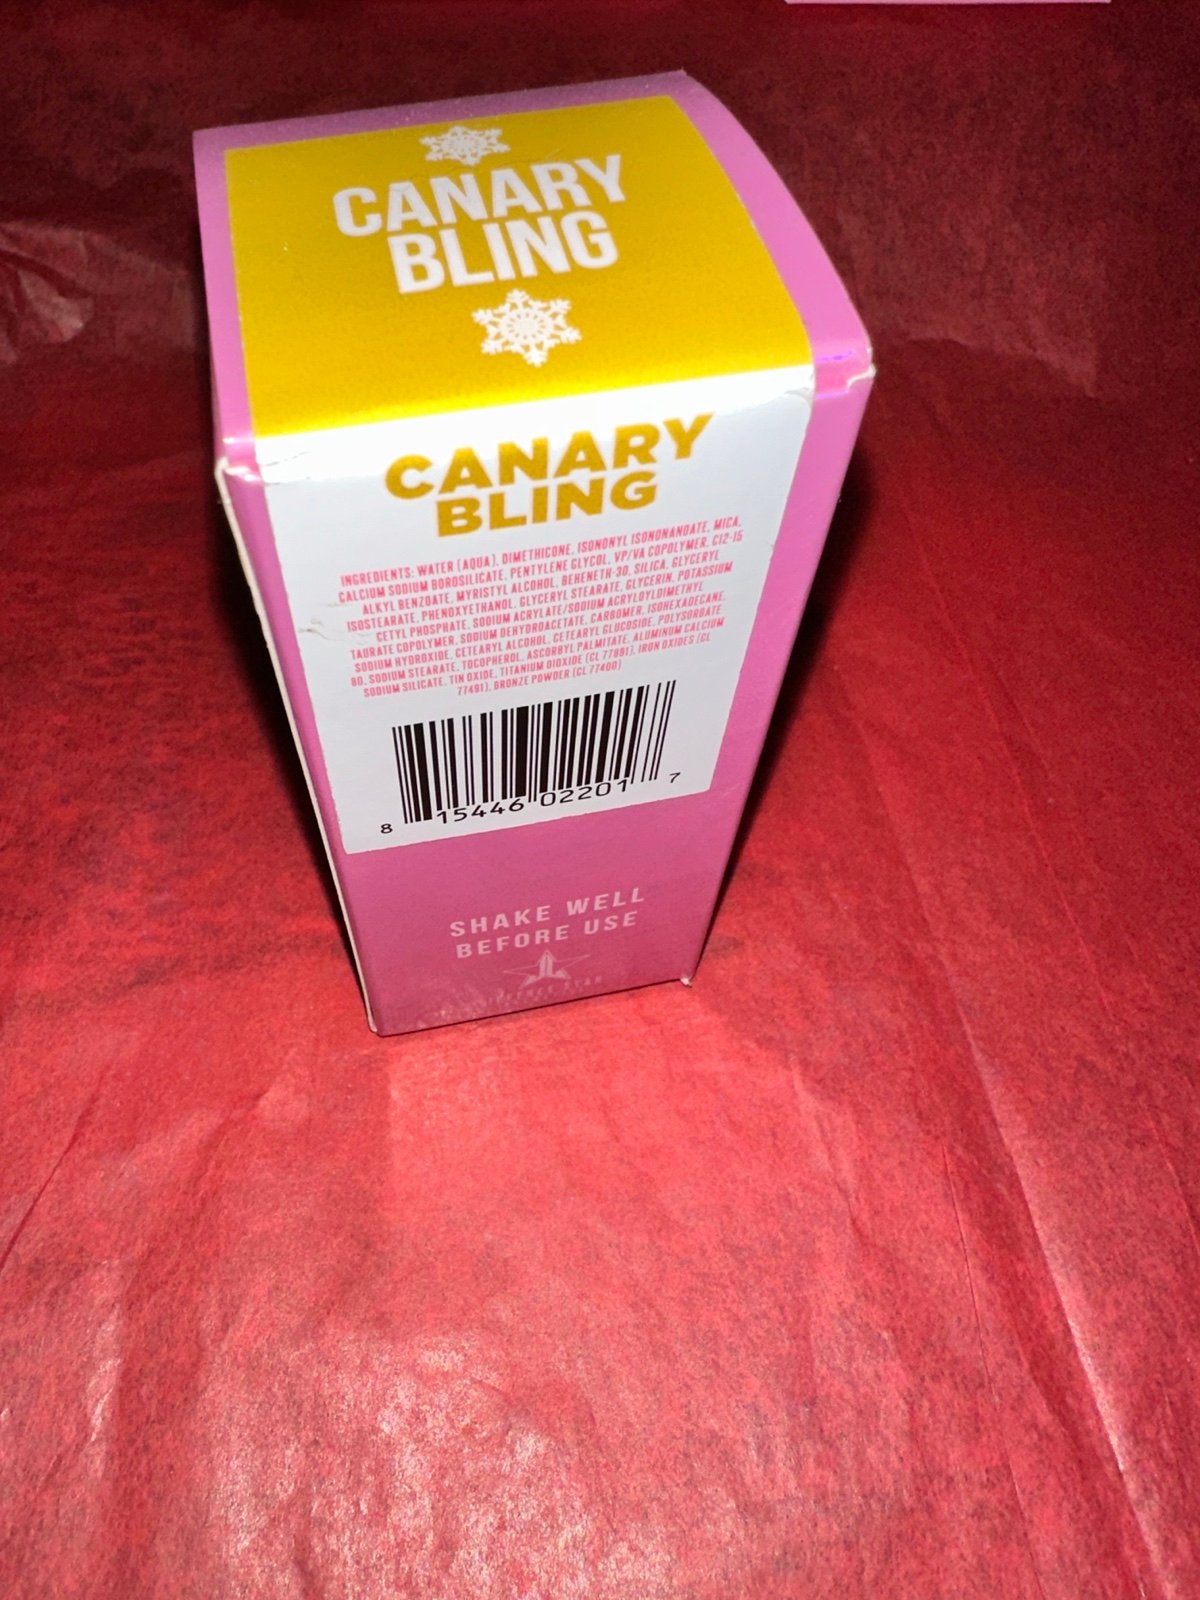 CANARY
BLING
CANARY
BLING
INGREDIENTS: WATER (AQUA), DIMETHICONE, ISONONYL ISONONANOATE, MICA,
CALCIUM SODIUM BOROSILICATE, PENTYLENE GLYCOL, VP/VA COPOLYMER, C12-15
ALKYL BENZOATE, MYRISTYL ALCOHOL, BEHENETH-30, SILICA, GLYCERYL
ISOSTEARATE, PHENOXYETHANOL, GLYCERYL STEARATE, GLYCERIN, POTASSIUM
CETYL PHOSPHATE, SODIUM ACRYLATE/SODIUM ACRYLOYLDIMETHYL
TAURATE COPOLYMER, SODIUM DEHYDROACETATE, CARBOMER, ISOHEXADECANE,
SODIUM HYDROXIDE, CETEARYL ALCOHOL, CETEARYL GLUCOSIDE, POLYSORBATE
80, SODIUM STEARATE, TOCOPHEROL, ASCORBYL PALMITATE, ALUMINUM CALCIUM
SODIUM SILICATE, TIN OXIDE, TITANIUM DIOXIDE (CL 77891), IRON OXIDES (CL
77491), BRONZE POWDER (CL 77400)
8 15446 02201 7
SHAKE WELL
BEFORE USE